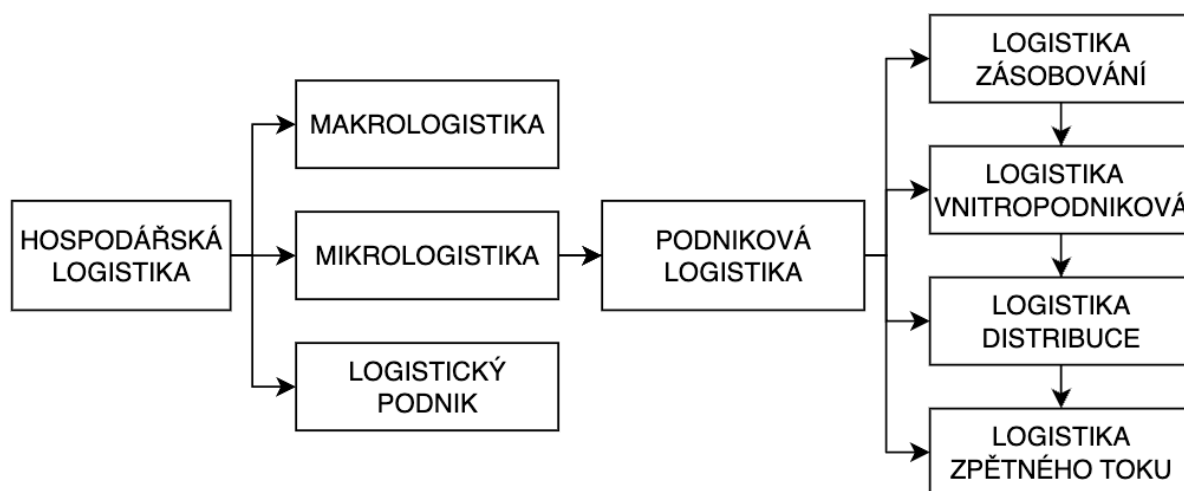 HOSPODÁŘSKÁ
LOGISTIKA
MAKROLOGISTIKA
MIKROLOGISTIKA
LOGISTICKÝ
PODNIK
PODNIKOVÁ
LOGISTIKA
LOGISTIKA
ZÁSOBOVÁNÍ
LOGISTIKA
VNITROPODNIKOVÁ
LOGISTIKA
DISTRIBUCE
LOGISTIKA
ZPĚTNÉHO TOKU